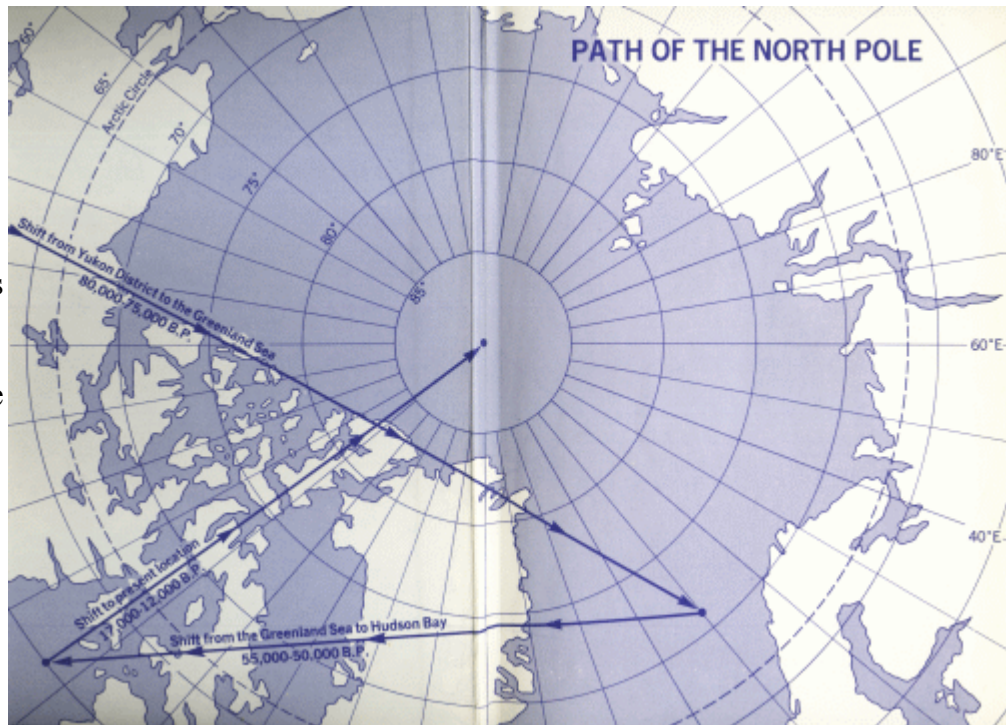 PATH OF THE NORTH POLE
60°
65°
Arctic Circle
70°
75°
80°
85°
80°E
60°E
40°E
Shift from Yukon District to the Greenland Sea
80,000-75,000 B.P.
Shift to present location
17,000-12,000 B.P.
Shift from the Greenland Sea to Hudson Bay
55,000-50,000 B.P.
s
e